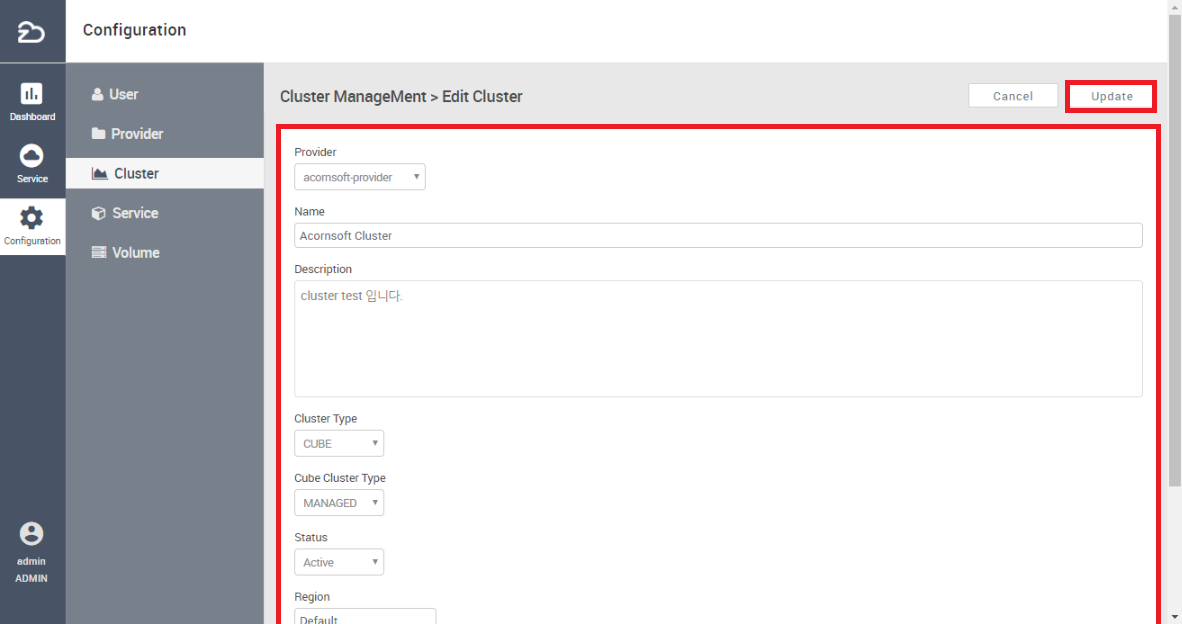 Configuration
Dashboard
Service
Configuration
admin
ADMIN
User
Provider
Cluster
Service
Volume
Cluster ManageMent > Edit Cluster
Cancel
Update
Provider
acornsoft-provider
Name
Acornsoft Cluster
Description
cluster test 입니다.
Cluster Type
CUBE
Cube Cluster Type
MANAGED
Status
Active
Region
Default